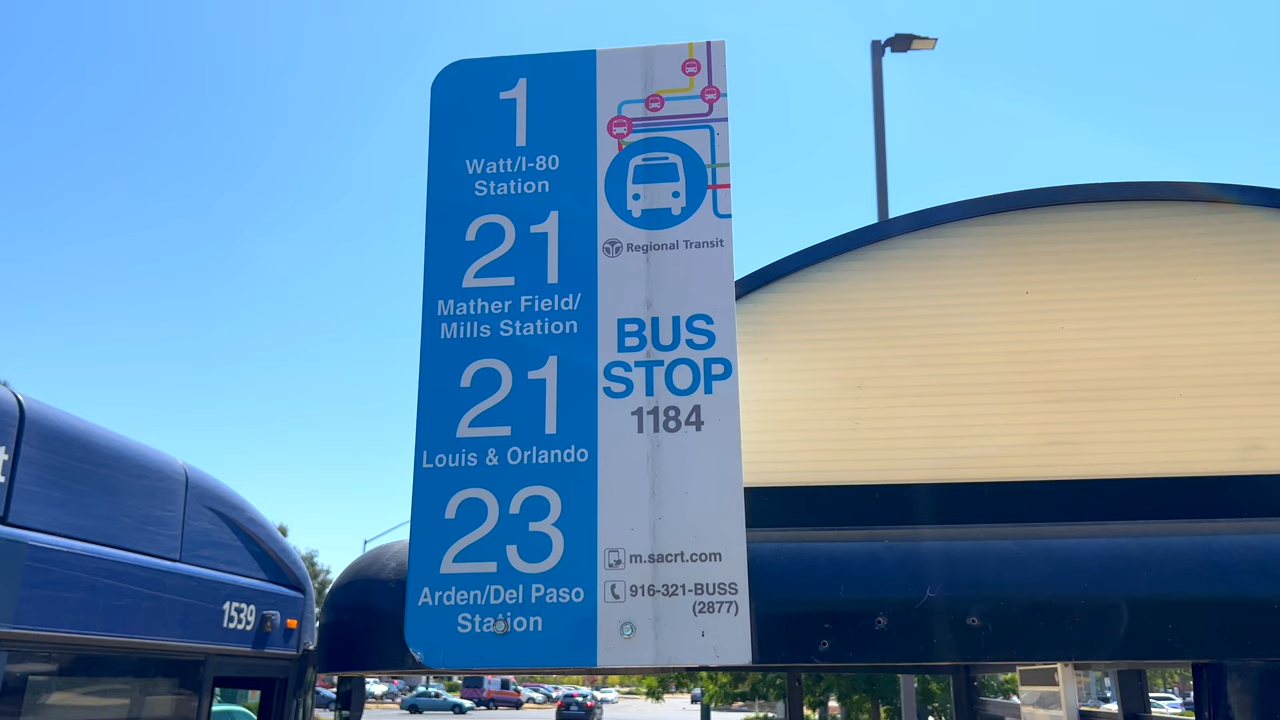 1
Watt/I-80
Station
21
Mather Field/
Mills Station
21
Louis & Orlando
23
Arden/Del Paso
Station
Regional Transit
BUS
STOP
1184
m.sacrt.com
916-321-BUSS
(2877)
t
1539